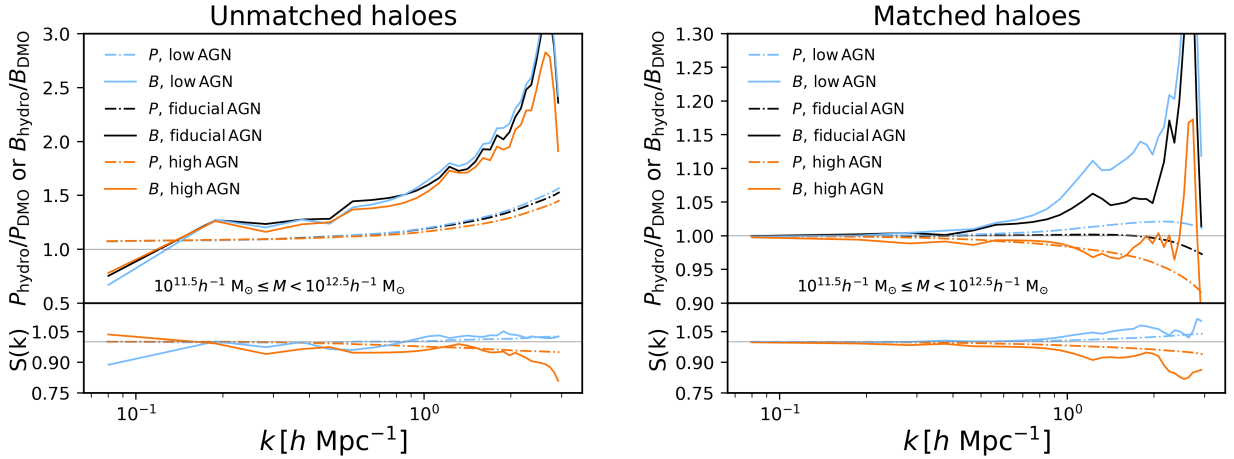 Unmatched haloes
P_hydro/P_DMO or B_hydro/B_DMO
3.0
2.5
2.0
1.5
1.0
0.5
P, low AGN
B, low AGN
P, fiducial AGN
B, fiducial AGN
P, high AGN
B, high AGN
10^11.5 h^−1 M_⊙ ≤ M < 10^12.5 h^−1 M_⊙
S(k)
1.05
0.90
0.75
10^−1
10^0
k [h Mpc^−1]
Matched haloes
P_hydro/P_DMO or B_hydro/B_DMO
1.30
1.25
1.20
1.15
1.10
1.05
1.00
0.95
0.90
P, low AGN
B, low AGN
P, fiducial AGN
B, fiducial AGN
P, high AGN
B, high AGN
10^11.5 h^−1 M_⊙ ≤ M < 10^12.5 h^−1 M_⊙
S(k)
1.05
0.90
0.75
10^−1
10^0
k [h Mpc^−1]